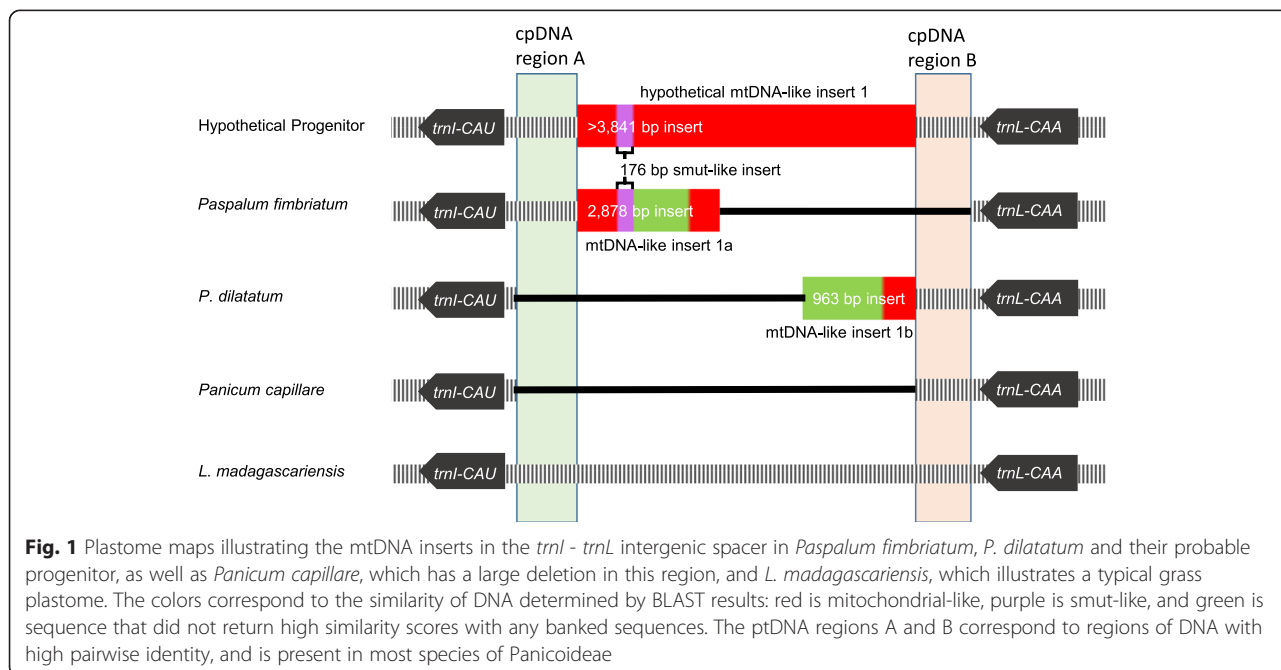 cpDNA
region A
cpDNA
region B
hypothetical mtDNA-like insert 1
Hypothetical Progenitor
trnI-CAU
>3,841 bp insert
trnL-CAA
176 bp smut-like insert
Paspalum fimbriatum
trnI-CAU
2,878 bp insert
trnL-CAA
mtDNA-like insert 1a
P. dilatatum
trnI-CAU
963 bp insert
trnL-CAA
mtDNA-like insert 1b
Panicum capillare
trnI-CAU
trnL-CAA
L. madagascariensis
trnI-CAU
trnL-CAA
Fig. 1 Plastome maps illustrating the mtDNA inserts in the trnI - trnL intergenic spacer in Paspalum fimbriatum, P. dilatatum and their probable
progenitor, as well as Panicum capillare, which has a large deletion in this region, and L. madagascariensis, which illustrates a typical grass
plastome. The colors correspond to the similarity of DNA determined by BLAST results: red is mitochondrial-like, purple is smut-like, and green is
sequence that did not return high similarity scores with any banked sequences. The ptDNA regions A and B correspond to regions of DNA with
high pairwise identity, and is present in most species of Panicoideae